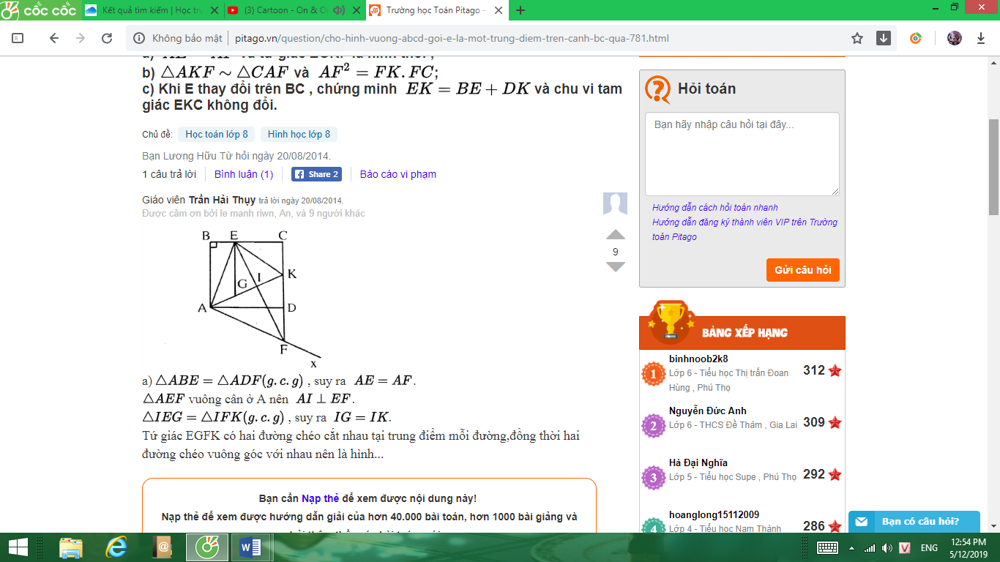 cốc cốc
Kết quả tìm kiếm | Học trụ
(3) Cartoon - On & On
Trường học Toán Pitago –
Không bảo mật | pitago.vn/question/cho-hinh-vuong-abcd-goi-e-la-mot-trung-diem-tren-canh-bc-qua-781.html
b) △AKF ∼ △CAF và AF² = FK.FC;
c) Khi E thay đổi trên BC , chứng minh EK = BE + DK và chu vi tam
giác EKC không đổi.
Chủ đề: Học toán lớp 8 Hình học lớp 8
Bạn Lương Hữu Từ hỏi ngày 20/08/2014.
1 câu trả lời Bình luận (1) Share 2 Báo cáo vi phạm
Giáo viên Trần Hải Thụy trả lời ngày 20/08/2014.
Được cảm ơn bởi le manh riwn, An, và 9 người khác
9
B E C
I K
G
A D
F
x
a) △ABE = △ADF(g.c.g) , suy ra AE = AF.
△AEF vuông cân ở A nên AI ⊥ EF.
△IEG = △IFK(g.c.g) , suy ra IG = IK.
Tứ giác EGFK có hai đường chéo cắt nhau tại trung điểm mỗi đường,đồng thời hai
đường chéo vuông góc với nhau nên là hình...
Bạn cần Nạp thẻ để xem được nội dung này!
Nạp thẻ để xem được hướng dẫn giải của hơn 40.000 bài toán, hơn 1000 bài giảng và
Hỏi toán
Bạn hãy nhập câu hỏi tại đây...
Hướng dẫn cách hỏi toán nhanh
Hướng dẫn đăng ký thành viên VIP trên Trường
toán Pitago
Gửi câu hỏi
BẢNG XẾP HẠNG
1 binhnoob2k8 312
Lớp 6 - Tiểu học Thị trấn Đoan
Hùng , Phú Thọ
2 Nguyễn Đức Anh 309
Lớp 6 - THCS Đề Thám , Gia Lai
3 Hà Đại Nghĩa 292
Lớp 5 - Tiểu học Supe , Phú Thọ
4 hoanglong15112009 286
Lớp 4 - Tiểu học Nam Thành
Bạn có câu hỏi?
ENG
12:54 PM
5/12/2019